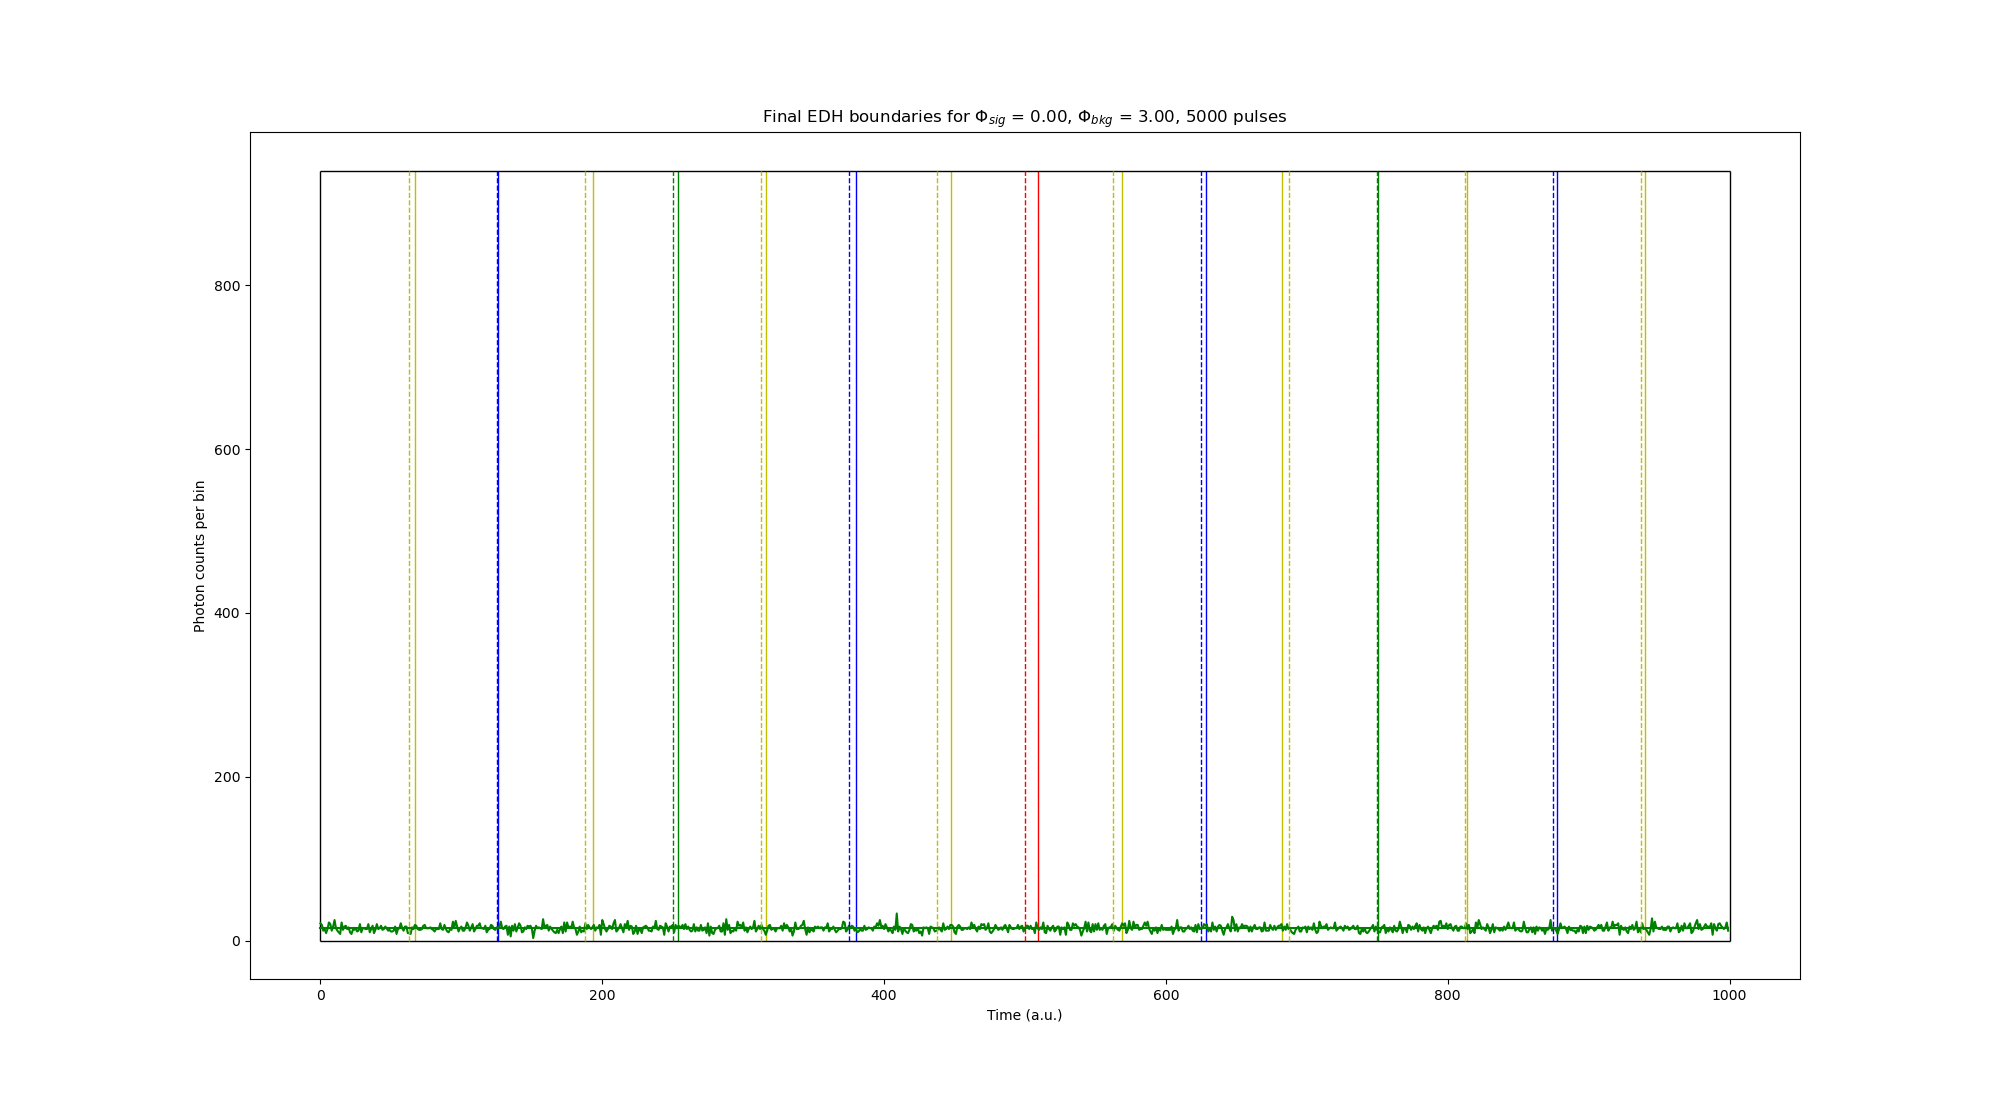 Final EDH boundaries for Φsig = 0.00, Φbkg = 3.00, 5000 pulses
Photon counts per bin
800
600
400
200
0
0 200 400 600 800 1000
Time (a.u.)